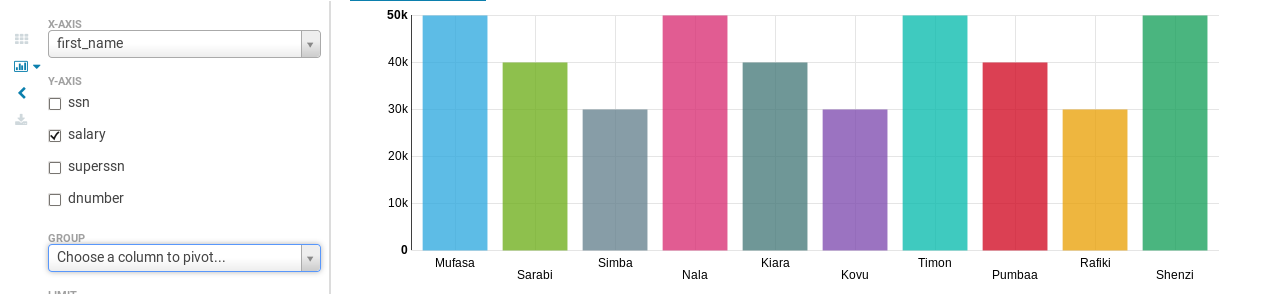 X-AXIS
first_name
Y-AXIS
ssn
salary
superssn
dnumber
GROUP
Choose a column to pivot...
LIMIT
50k
40k
30k
20k
10k
0
Mufasa
Sarabi
Simba
Nala
Kiara
Kovu
Timon
Pumbaa
Rafiki
Shenzi